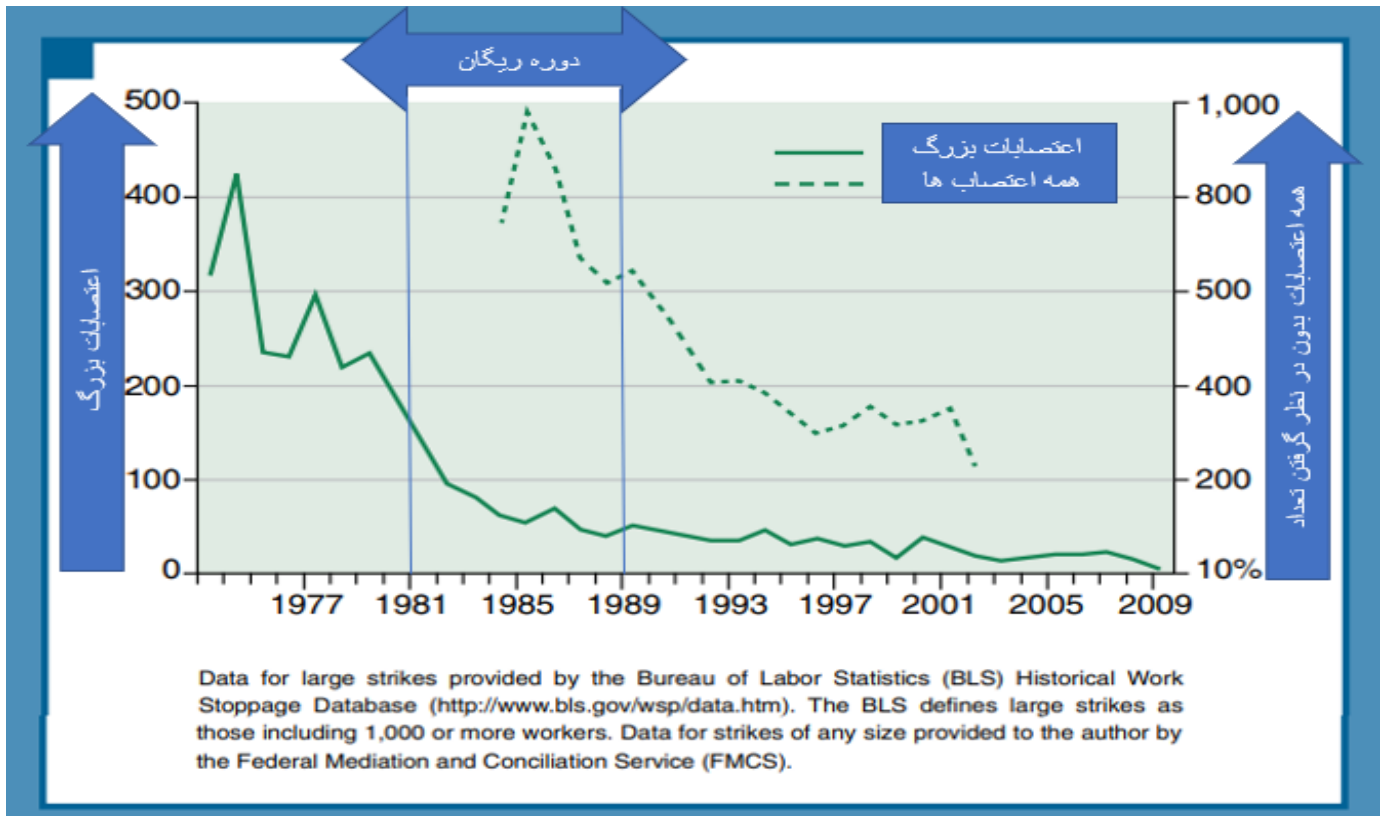 دوره ریگان
500
400
300
200
100
0
اعتصابات بزرگ
اعتصابات بزرگ
همه اعتصاب ها
1,000
800
500
400
200
10%
همه اعتصابات بدون در نظر گرفتن تعداد
1977 1981 1985 1989 1993 1997 2001 2005 2009
Data for large strikes provided by the Bureau of Labor Statistics (BLS) Historical Work
Stoppage Database (http://www.bls.gov/wsp/data.htm). The BLS defines large strikes as
those including 1,000 or more workers. Data for strikes of any size provided to the author by
the Federal Mediation and Conciliation Service (FMCS).